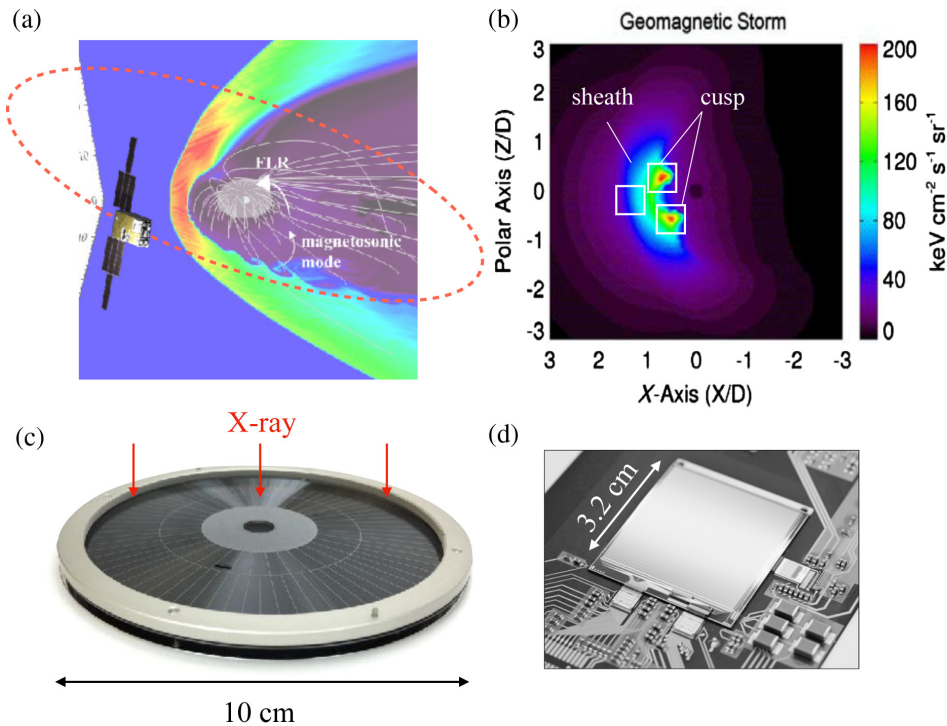 (a)
10
10
FLR
magnetosonic
mode
(b)
Geomagnetic Storm
Polar Axis (Z/D)
3
2
1
0
-1
-2
-3
sheath
cusp
3 2 1 0 -1 -2 -3
X-Axis (X/D)
200
160
120
80
40
0
keV cm⁻² s⁻¹ sr⁻¹
(c)
X-ray
10 cm
(d)
3.2 cm